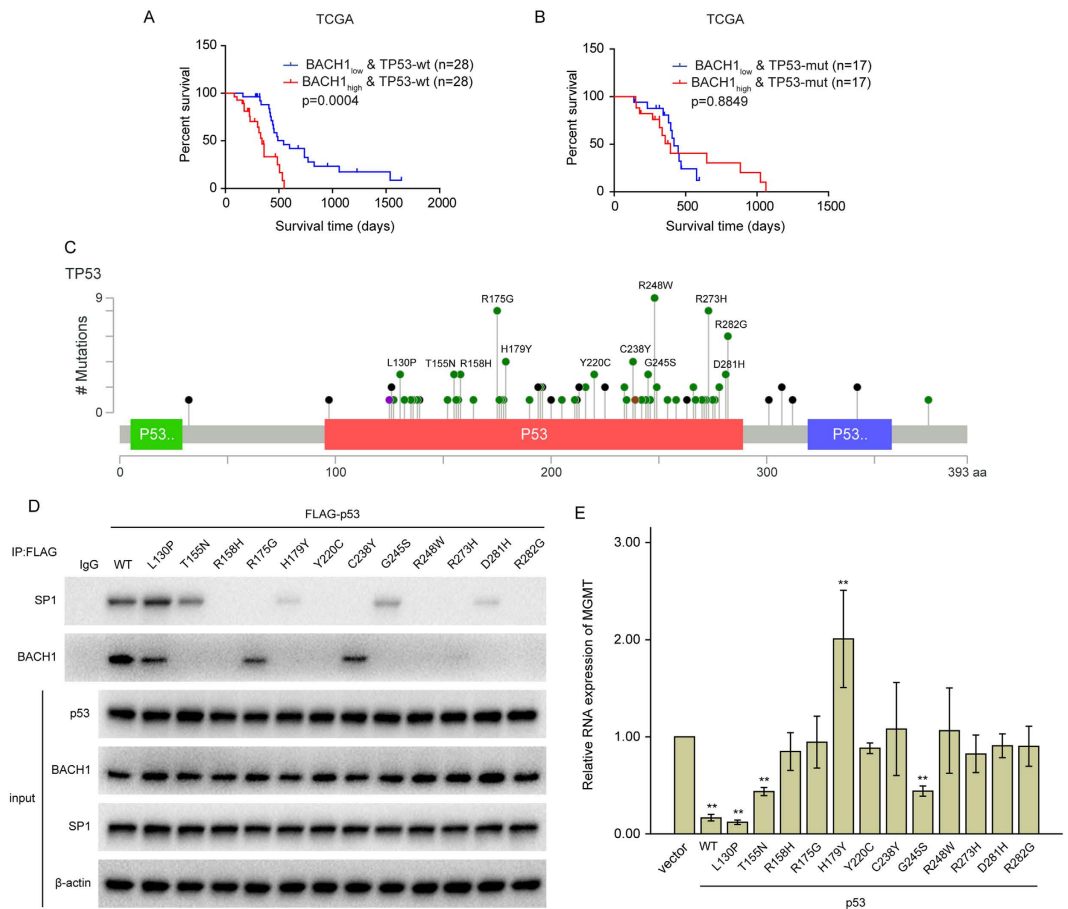 A
TCGA
150
100
50
0
Percent survival
BACH1low & TP53-wt (n=28)
BACH1high & TP53-wt (n=28)
p=0.0004
0 500 1000 1500 2000
Survival time (days)
B
TCGA
150
100
50
0
Percent survival
BACH1low & TP53-mut (n=17)
BACH1high & TP53-mut (n=17)
p=0.8849
0 500 1000 1500
Survival time (days)
C
TP53
9
0
# Mutations
R248W
R175G R273H
R282G
H179Y C238Y
L130P T155N R158H Y220C G245S D281H
P53.. P53 P53..
0 100 200 300 393 aa
D
FLAG-p53
IP:FLAG
IgG WT L130P T155N R158H R175G H179Y Y220C C238Y G245S R248W R273H D281H R282G
SP1
BACH1
input
p53
BACH1
SP1
β-actin
E
Relative RNA expression of MGMT
3.00
2.00
1.00
0.00
** ** ** ** **
vector WT L130P T155N R158H R175G H179Y Y220C C238Y G245S R248W R273H D281H R282G
p53